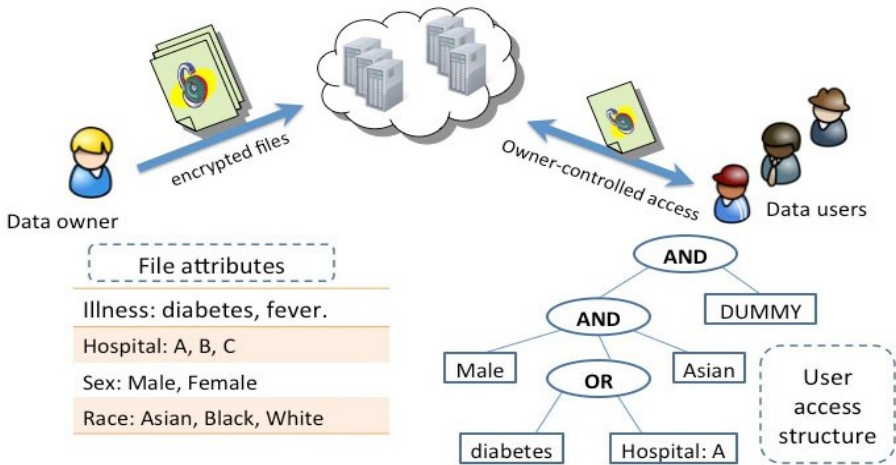 encrypted files
Owner-controlled access
Data owner
Data users
File attributes
Illness: diabetes, fever.
Hospital: A, B, C
Sex: Male, Female
Race: Asian, Black, White
AND
AND
DUMMY
Male
OR
Asian
diabetes
Hospital: A
User
access
structure